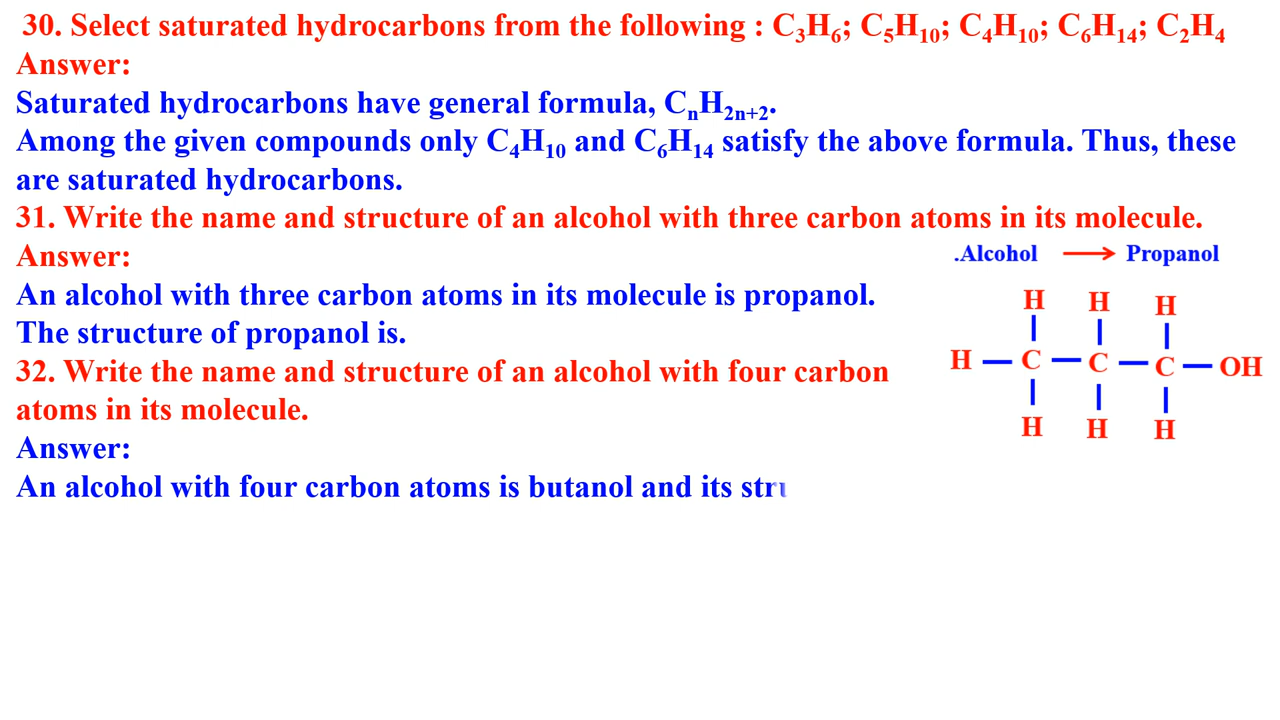 30. Select saturated hydrocarbons from the following : C₃H₆; C₅H₁₀; C₄H₁₀; C₆H₁₄; C₂H₄
Answer:
Saturated hydrocarbons have general formula, CₙH₂ₙ₊₂.
Among the given compounds only C₄H₁₀ and C₆H₁₄ satisfy the above formula. Thus, these
are saturated hydrocarbons.
31. Write the name and structure of an alcohol with three carbon atoms in its molecule.
Answer:
An alcohol with three carbon atoms in its molecule is propanol.
The structure of propanol is.
.Alcohol → Propanol
H H H
H — C — C — C — OH
H H H
32. Write the name and structure of an alcohol with four carbon
atoms in its molecule.
Answer:
An alcohol with four carbon atoms is butanol and its stru